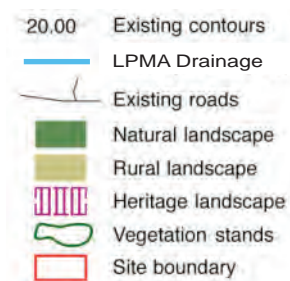 20.00 Existing contours
LPMA Drainage
Existing roads
Natural landscape
Rural landscape
Heritage landscape
Vegetation stands
Site boundary